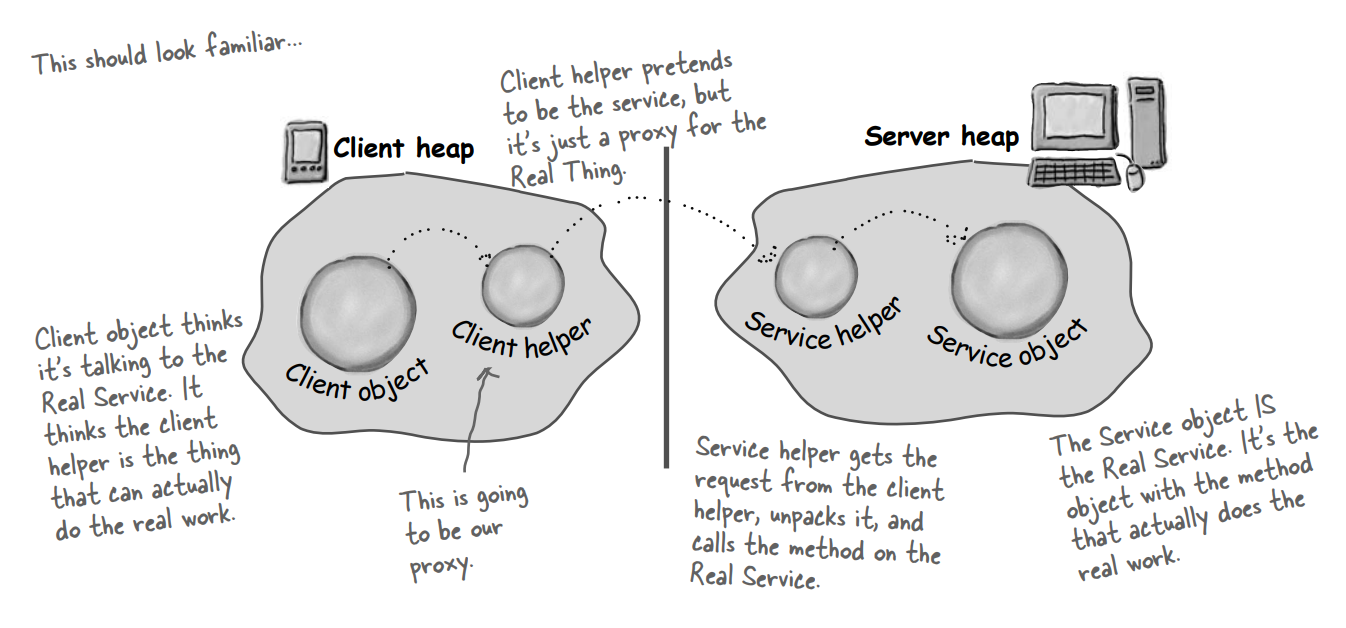 This should look familiar...
Client helper pretends
to be the service, but
it's just a proxy for the
Real Thing.
Client heap
Server heap
Client object
Client helper
Service helper
Service object
Client object thinks
it's talking to the
Real Service. It
thinks the client
helper is the thing
that can actually
do the real work.
This is going
to be our
proxy.
Service helper gets the
request from the client
helper, unpacks it, and
calls the method on the
Real Service.
The Service object IS
the Real Service. It's the
object with the method
that actually does the
real work.